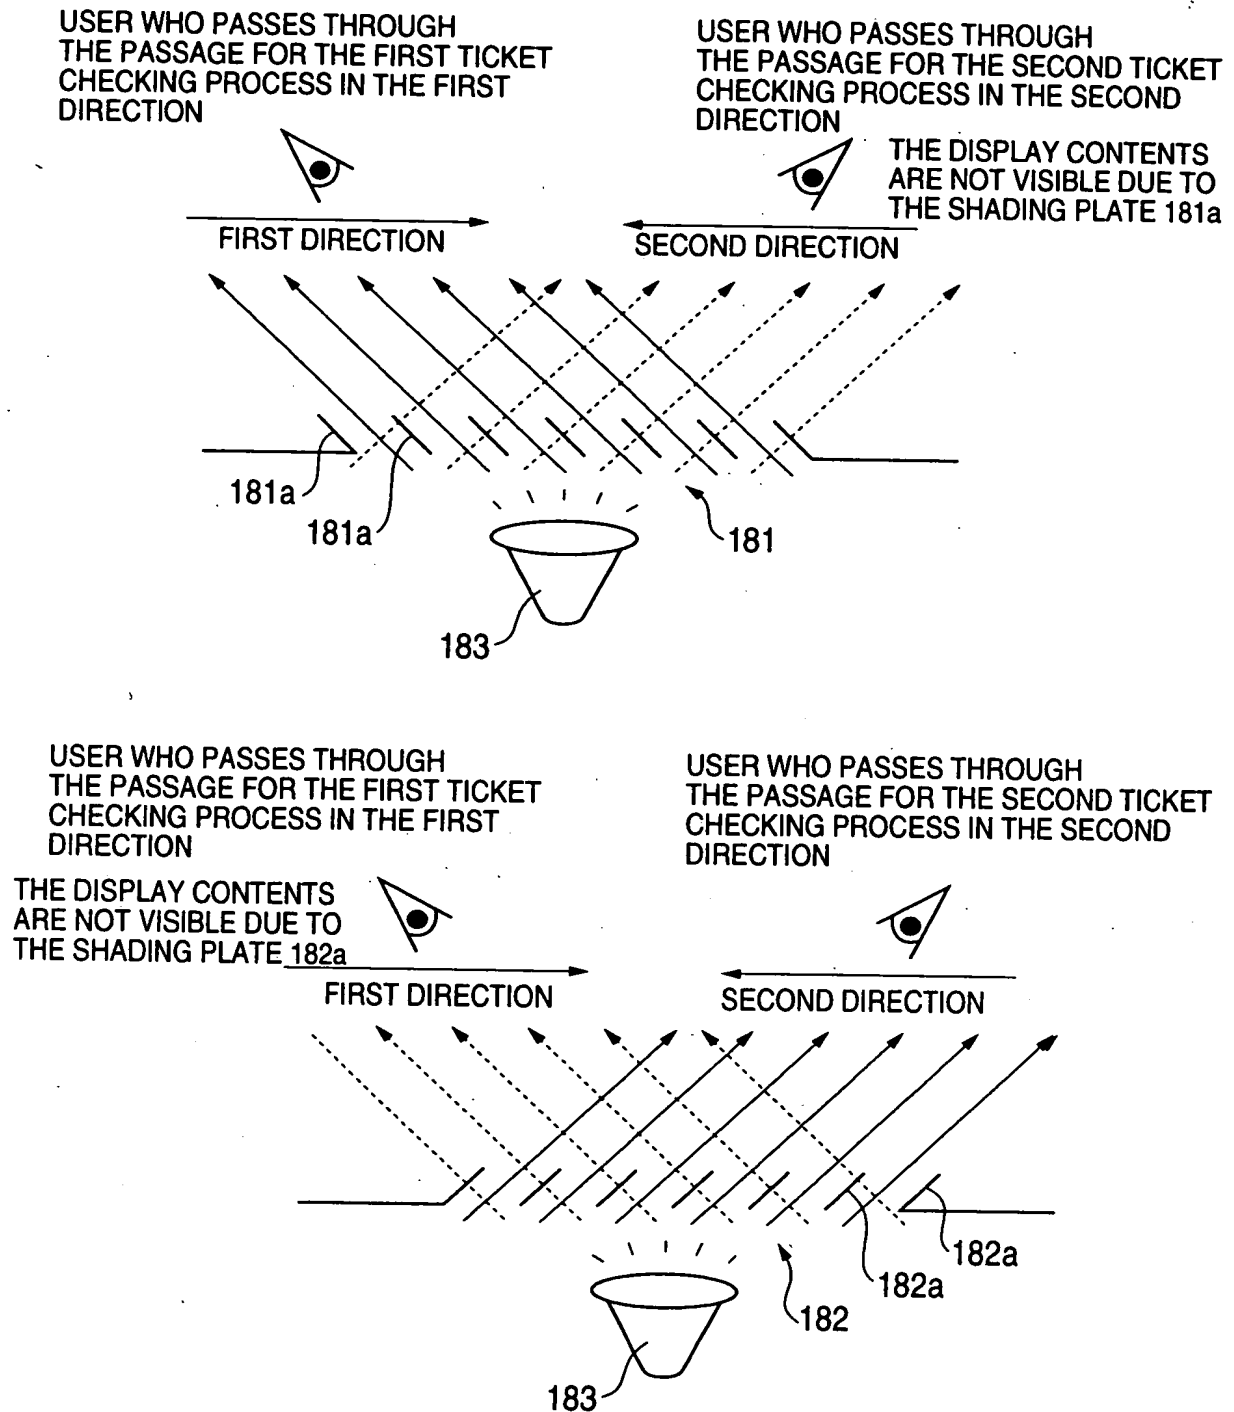 USER WHO PASSES THROUGH
THE PASSAGE FOR THE FIRST TICKET
CHECKING PROCESS IN THE FIRST
DIRECTION
USER WHO PASSES THROUGH
THE PASSAGE FOR THE SECOND TICKET
CHECKING PROCESS IN THE SECOND
DIRECTION
THE DISPLAY CONTENTS
ARE NOT VISIBLE DUE TO
THE SHADING PLATE 181a
FIRST DIRECTION
SECOND DIRECTION
181a
181a
181
183
USER WHO PASSES THROUGH
THE PASSAGE FOR THE FIRST TICKET
CHECKING PROCESS IN THE FIRST
DIRECTION
THE DISPLAY CONTENTS
ARE NOT VISIBLE DUE TO
THE SHADING PLATE 182a
USER WHO PASSES THROUGH
THE PASSAGE FOR THE SECOND TICKET
CHECKING PROCESS IN THE SECOND
DIRECTION
FIRST DIRECTION
SECOND DIRECTION
182a
182a
182
183